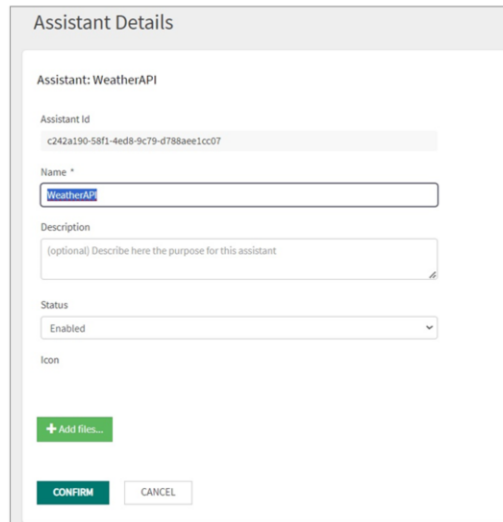 Assistant Details
Assistant: WeatherAPI
Assistant Id
c242a190-58f1-4ed8-9c79-d788aee1cc07
Name *
WeatherAPI
Description
(optional) Describe here the purpose for this assistant
Status
Enabled
Icon
+ Add files...
CONFIRM CANCEL